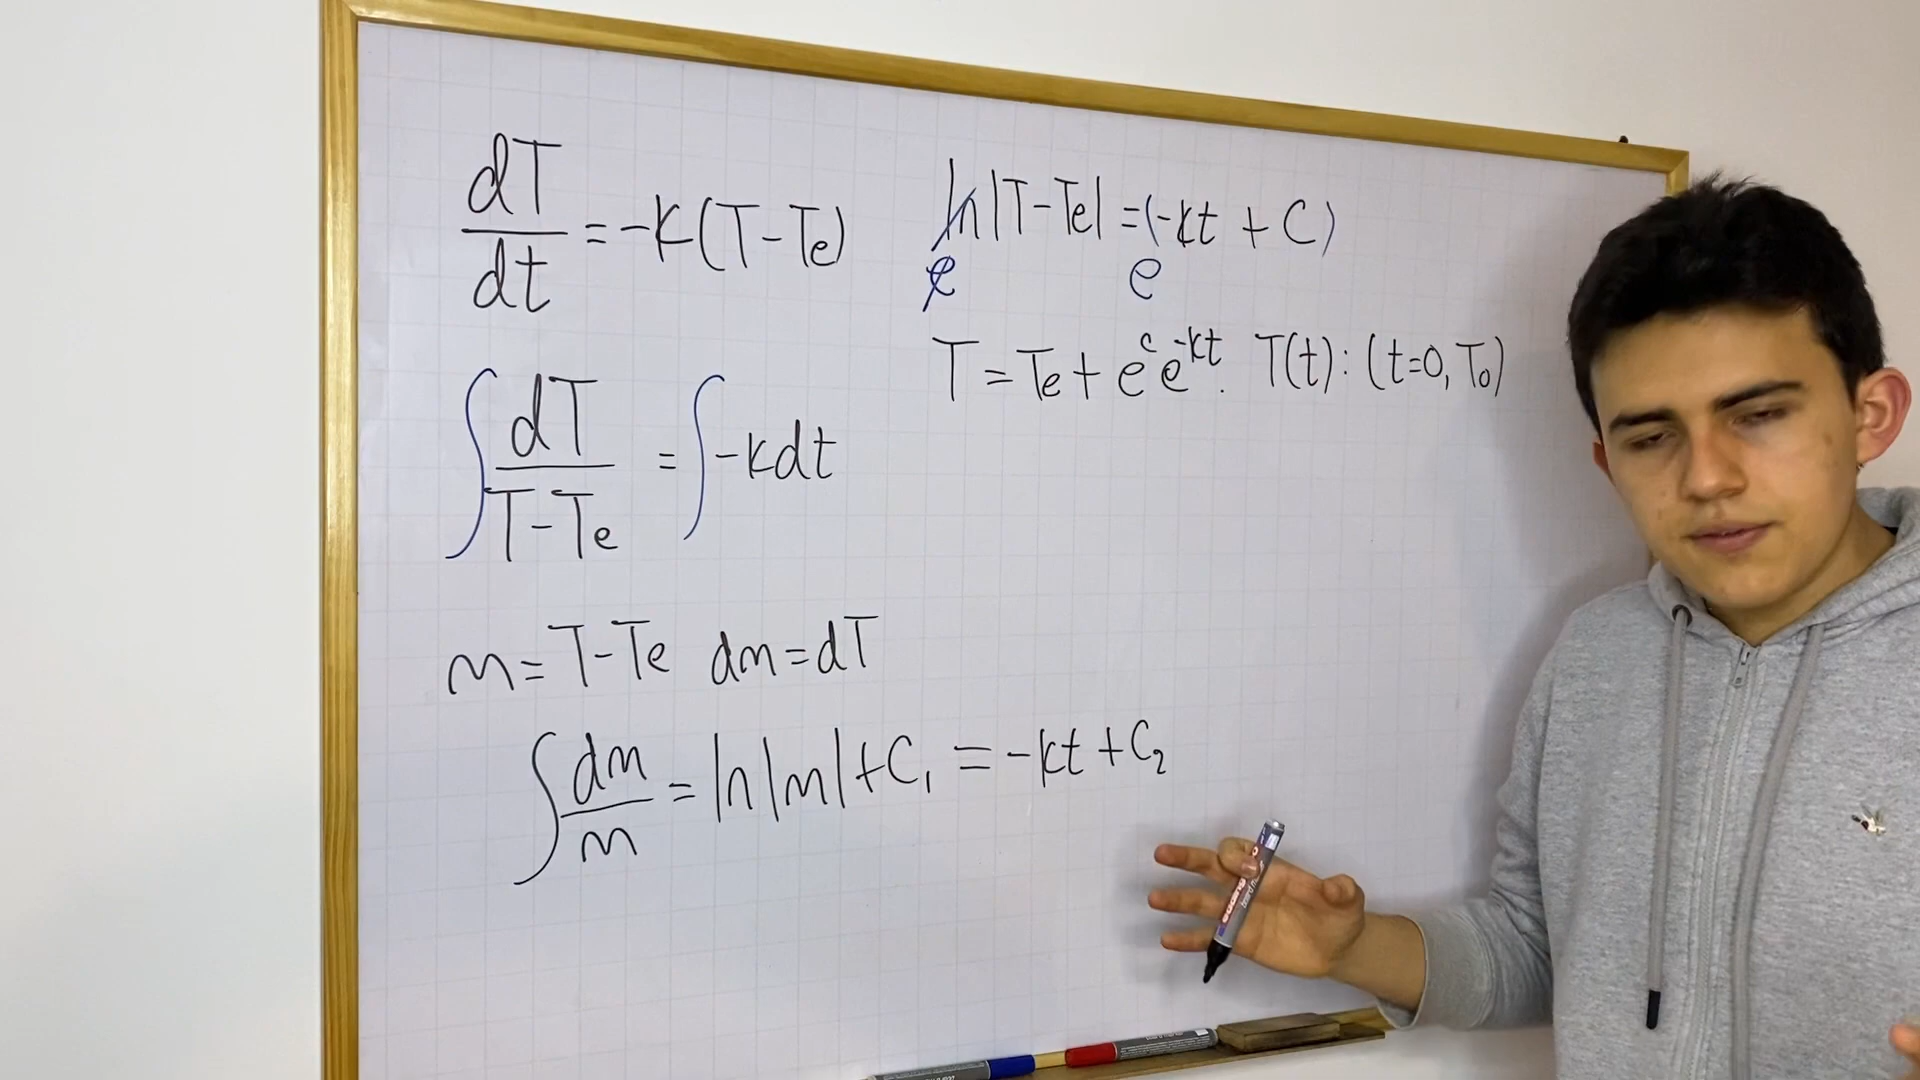 dT/dt = -K(T-Te)
∫ dT/(T-Te) = ∫ -kdt
m = T-Te dm = dT
∫ dm/m = ln|m| + C₁ = -kt + C₂
ln|T-Te| = (-kt + C)
e e
T = Te + e^c e^-kt. T(t): (t=0, T₀)
edding